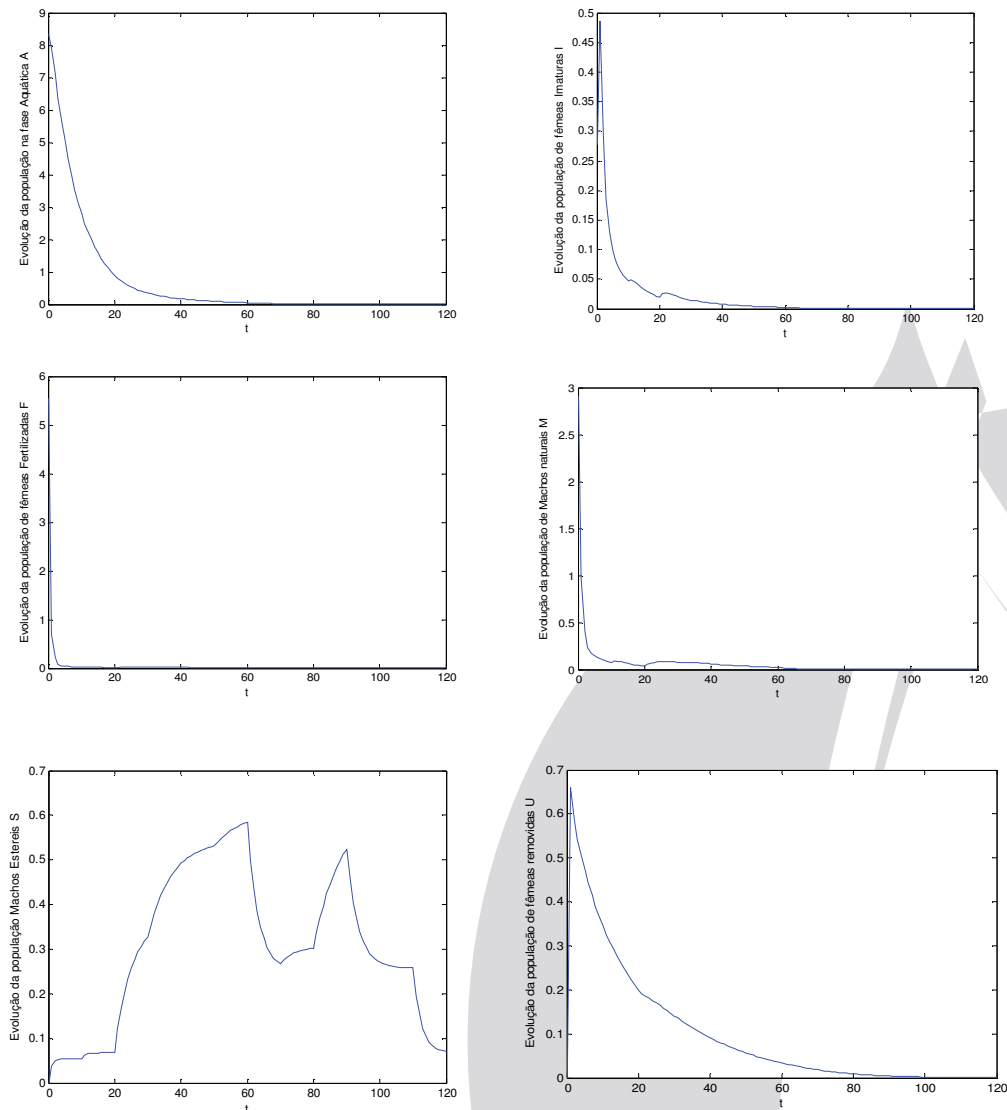 Evolução da população na fase Aquática A
9
8
7
6
5
4
3
2
1
0
0 20 40 60 80 100 120
t
Evolução da população de fêmeas Imaturas I
0.5
0.45
0.4
0.35
0.3
0.25
0.2
0.15
0.1
0.05
0
0 20 40 60 80 100 120
t
Evolução da população de fêmeas Fertilizadas F
6
5
4
3
2
1
0
0 20 40 60 80 100 120
t
Evolução da população de Machos naturais M
3
2.5
2
1.5
1
0.5
0
0 20 40 60 80 100 120
t
Evolução da população Machos Estereis S
0.7
0.6
0.5
0.4
0.3
0.2
0.1
0
0 20 40 60 80 100 120
t
Evolução da população de fêmeas removidas U
0.7
0.6
0.5
0.4
0.3
0.2
0.1
0
0 20 40 60 80 100 120
t